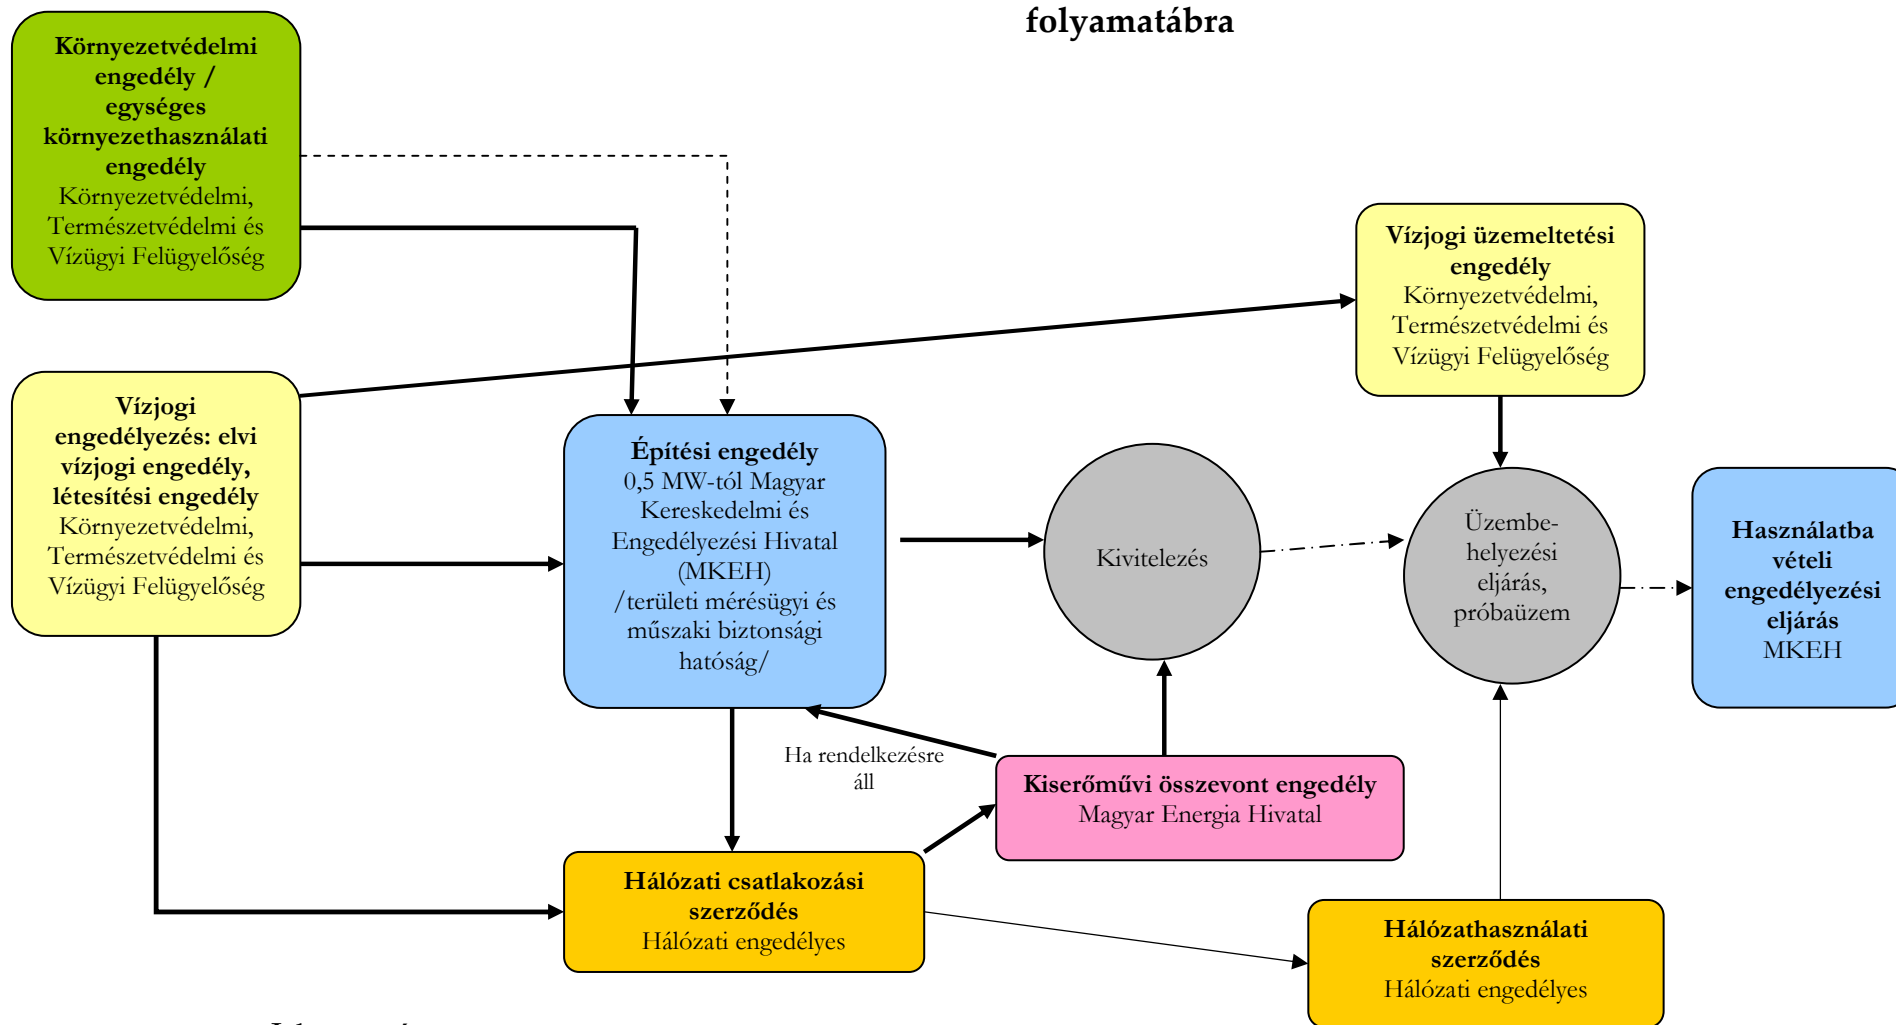 folyamatábra
Környezetvédelmi
engedély /
egységes
környezethasználati
engedély
Környezetvédelmi,
Természetvédelmi és
Vízügyi Felügyelőség
Vízjogi üzemeltetési
engedély
Környezetvédelmi,
Természetvédelmi és
Vízügyi Felügyelőség
Vízjogi
engedélyezés: elvi
vízjogi engedély,
létesítési engedély
Környezetvédelmi,
Természetvédelmi és
Vízügyi Felügyelőség
Építési engedély
0,5 MW-tól Magyar
Kereskedelmi és
Engedélyezési Hivatal
(MKEH)
/területi mérésügyi és
műszaki biztonsági
hatóság/
Kivitelezés
Üzembe-
helyezési
eljárás,
próbaüzem
Használatba
vételi
engedélyezési
eljárás
MKEH
Ha rendelkezésre
áll
Kiserőművi összevont engedély
Magyar Energia Hivatal
Hálózati csatlakozási
szerződés
Hálózati engedélyes
Hálózathasználati
szerződés
Hálózati engedélyes